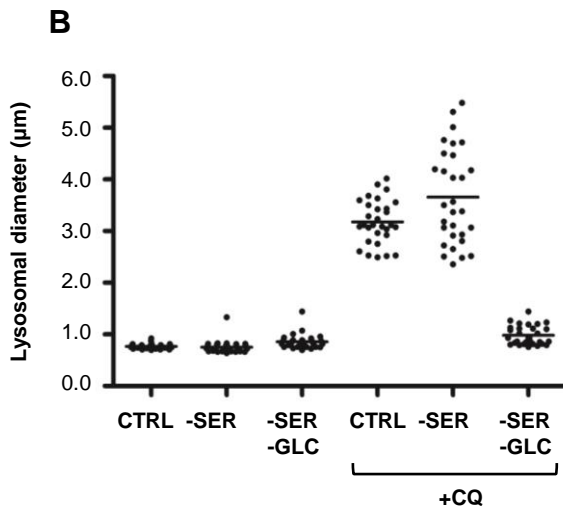 B
Lysosomal diameter (μm)
6.0
5.0
4.0
3.0
2.0
1.0
0.0
CTRL -SER -SER CTRL -SER -SER
-GLC -GLC
+CQ